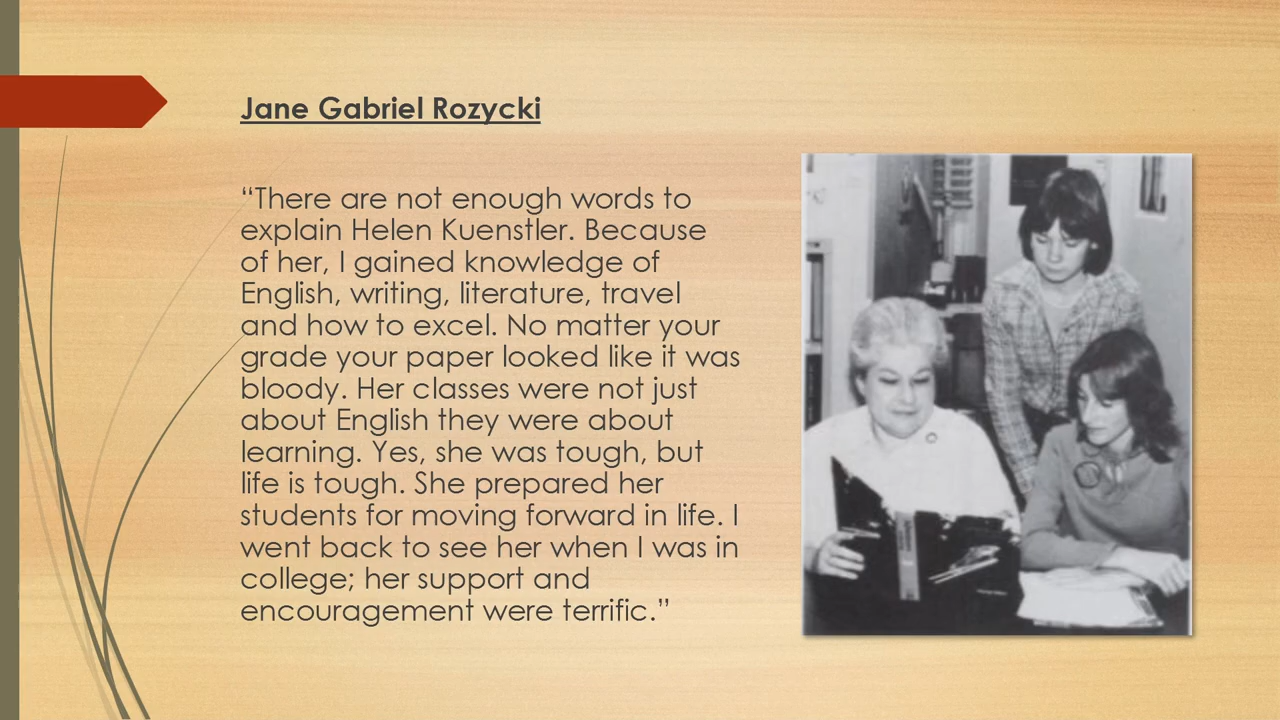 Jane Gabriel Rozycki
“There are not enough words to
explain Helen Kuenstler. Because
of her, I gained knowledge of
English, writing, literature, travel
and how to excel. No matter your
grade your paper looked like it was
bloody. Her classes were not just
about English they were about
learning. Yes, she was tough, but
life is tough. She prepared her
students for moving forward in life. I
went back to see her when I was in
college; her support and
encouragement were terrific.”